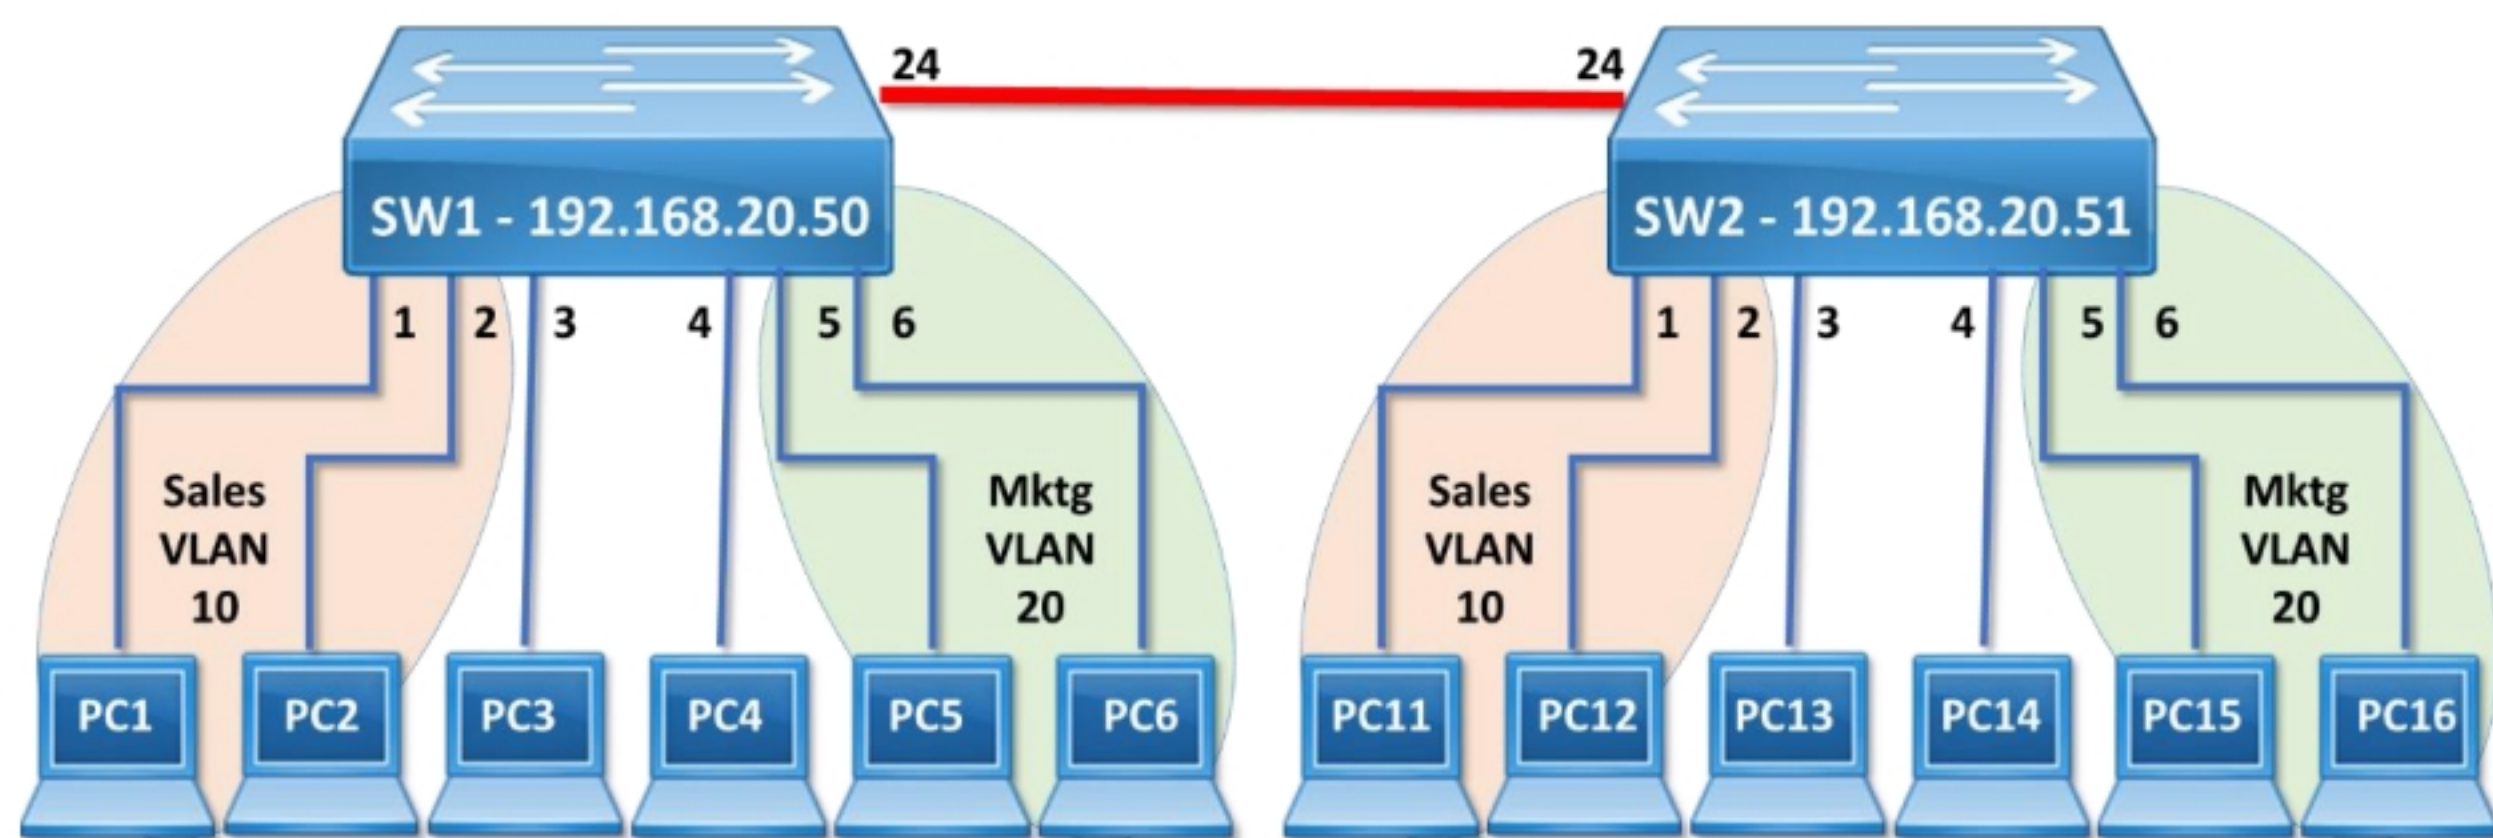 24
24
SW1 - 192.168.20.50
SW2 - 192.168.20.51
1
2
3
4
5
6
1
2
3
4
5
6
Sales
VLAN
10
Mktg
VLAN
20
Sales
VLAN
10
Mktg
VLAN
20
PC1
PC2
PC3
PC4
PC5
PC6
PC11
PC12
PC13
PC14
PC15
PC16